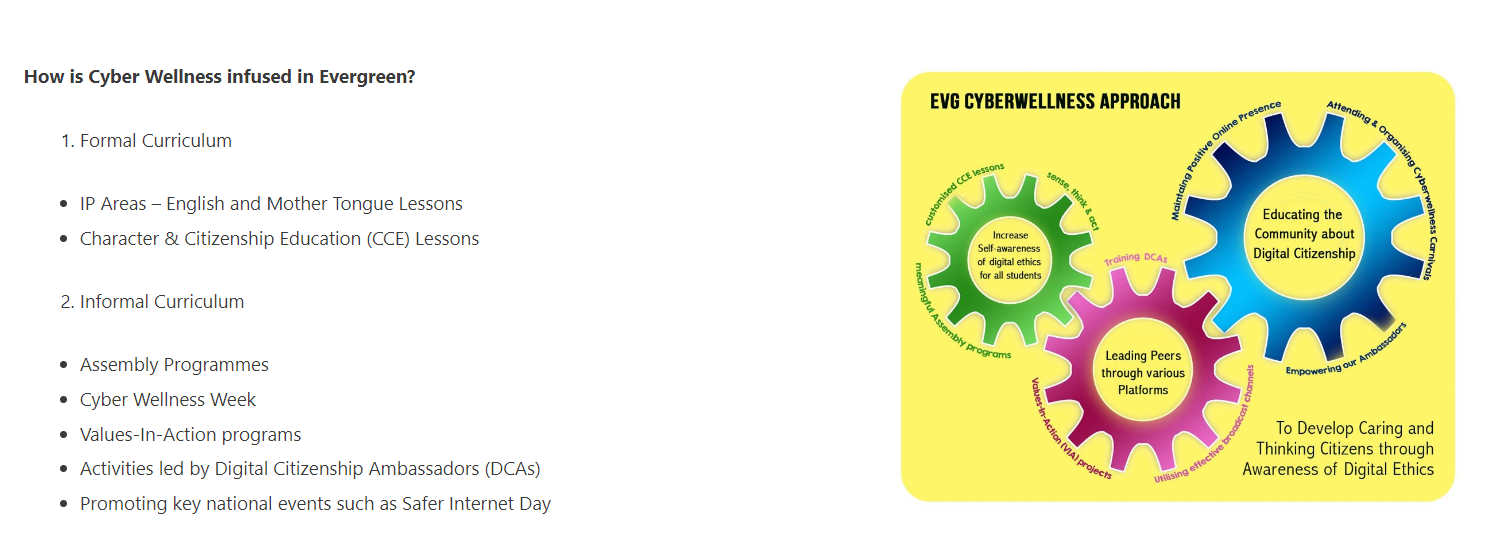 How is Cyber Wellness infused in Evergreen?
1. Formal Curriculum
• IP Areas – English and Mother Tongue Lessons
• Character & Citizenship Education (CCE) Lessons
2. Informal Curriculum
• Assembly Programmes
• Cyber Wellness Week
• Values-In-Action programs
• Activities led by Digital Citizenship Ambassadors (DCAs)
• Promoting key national events such as Safer Internet Day
EVG CYBERWELLNESS APPROACH
customised CCE lessons
sense, think & act
meaningful Assembly programs
Increase
Self-awareness
of digital ethics
for all students
Training DCAs
Values-In-Action (VIA) projects
Utilising effective broadcast channels
Leading Peers
through various
Platforms
Maintaing Positive Online Presence
Attending & Organising Cyberwellness Carnivals
Empowering our Ambassadors
Educating the
Community about
Digital Citizenship
To Develop Caring and
Thinking Citizens through
Awareness of Digital Ethics